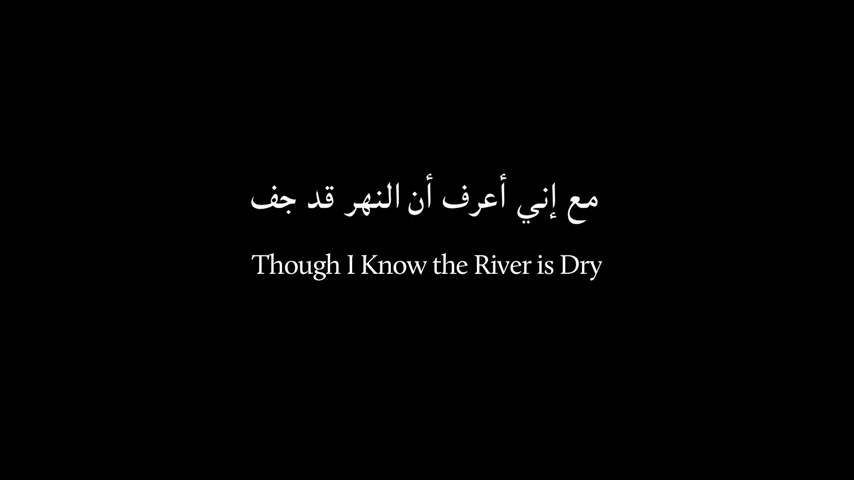 مع إني أعرف أن النهر قد جف
Though I Know the River is Dry